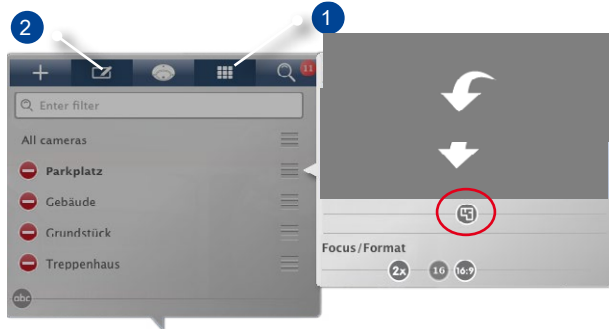 2
1
11
Enter filter
All cameras
Parkplatz
Gebäude
Grundstück
Treppenhaus
abc
Focus/Format
2x 16 16:9